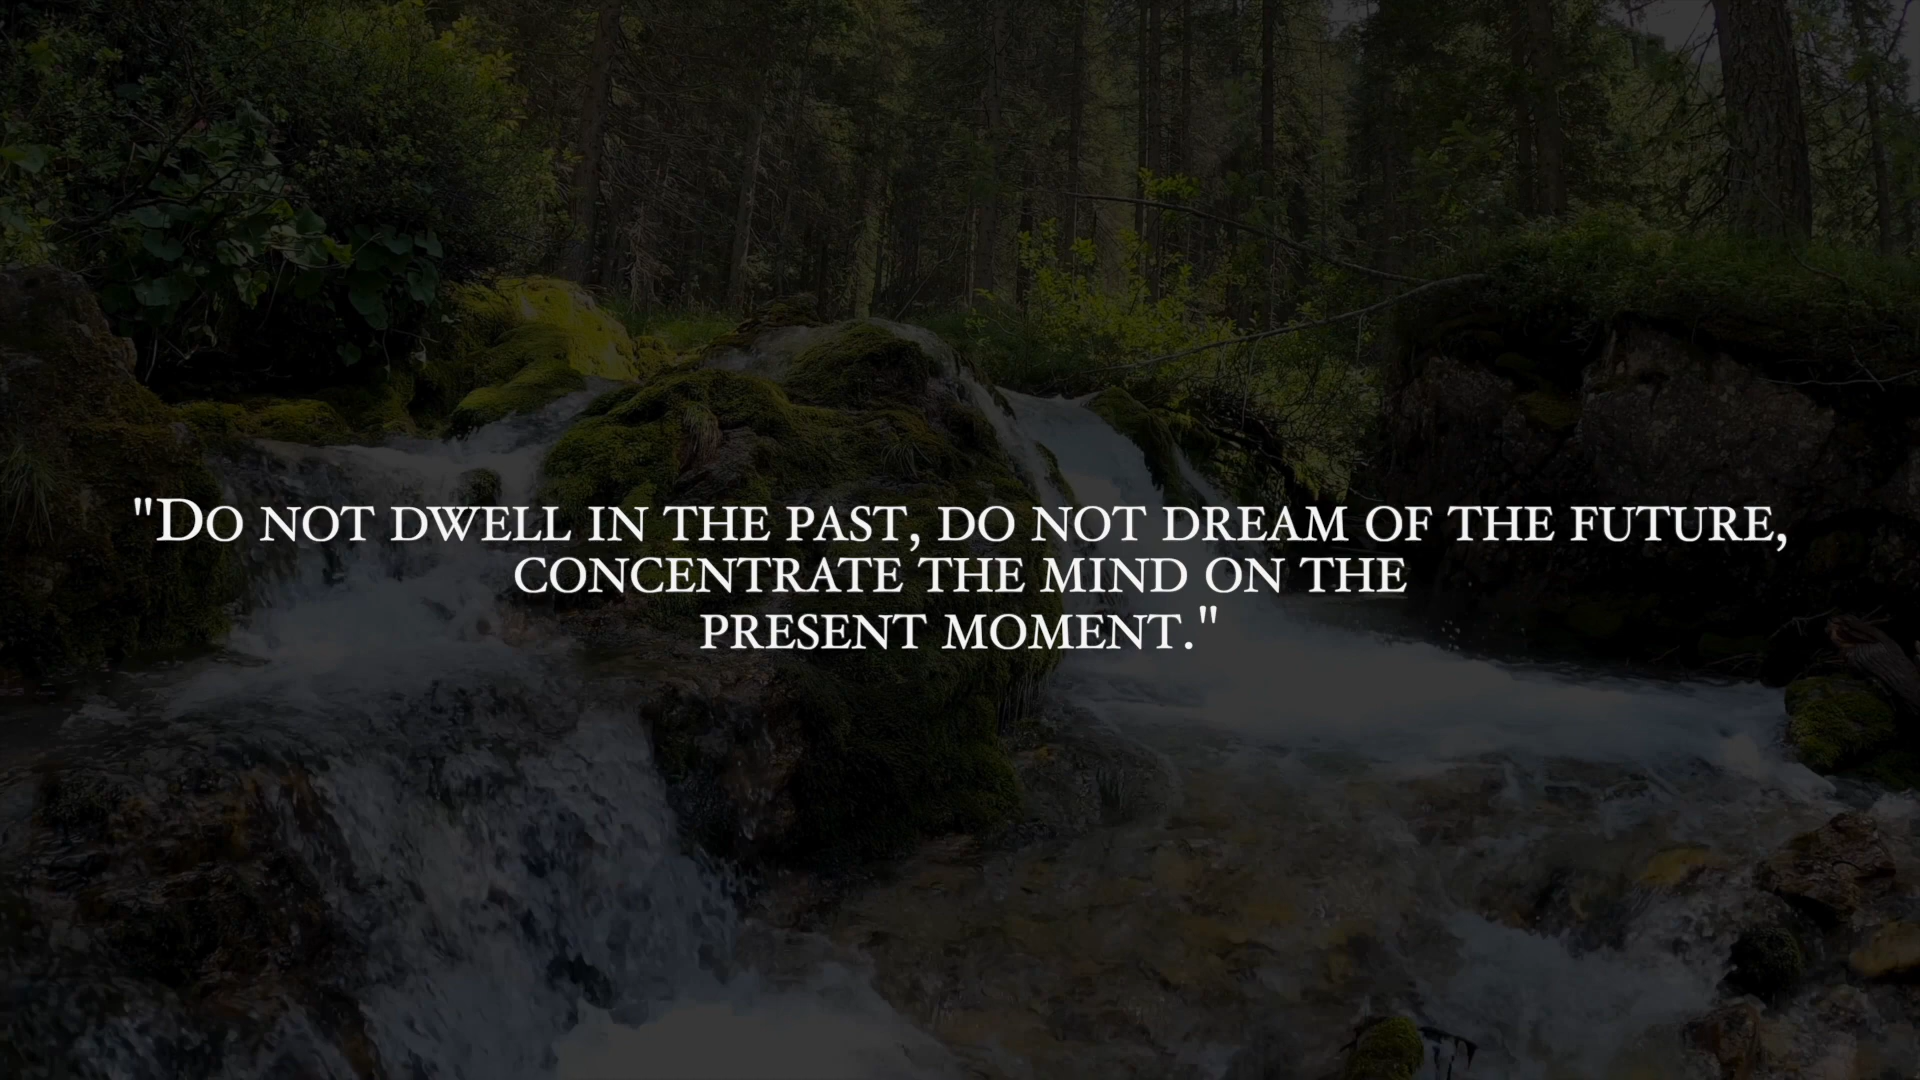 "Do not dwell in the past, do not dream of the future,
concentrate the mind on the
present moment."